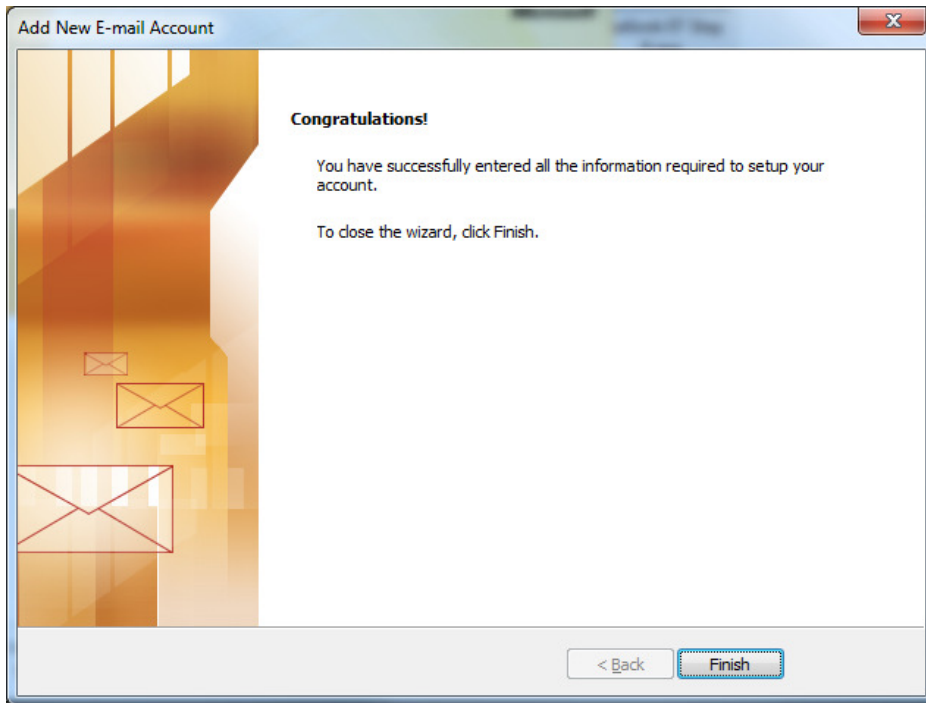 Add New E-mail Account
Congratulations!
You have successfully entered all the information required to setup your
account.
To close the wizard, click Finish.
< Back
Finish